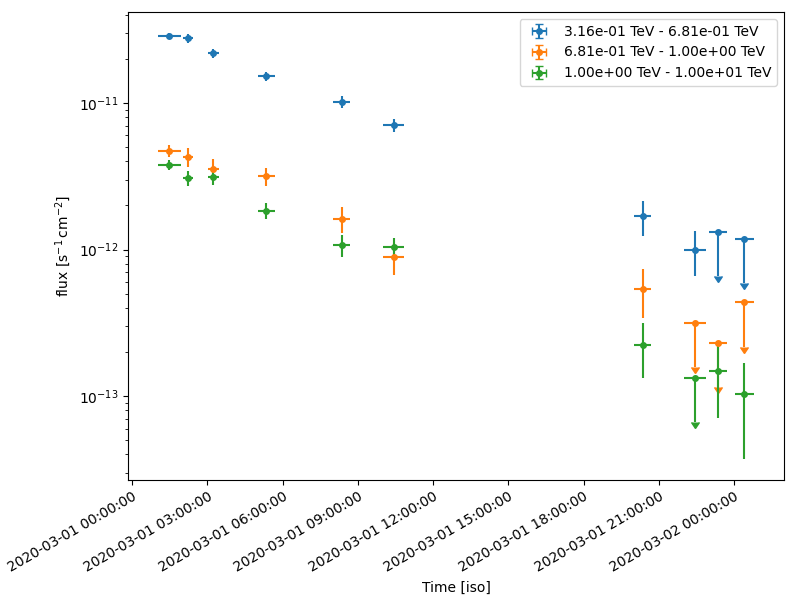 3.16e-01 TeV - 6.81e-01 TeV
6.81e-01 TeV - 1.00e+00 TeV
1.00e+00 TeV - 1.00e+01 TeV
10⁻¹¹
10⁻¹²
10⁻¹³
flux [s⁻¹ cm⁻²]
2020-03-01 00:00:00
2020-03-01 03:00:00
2020-03-01 06:00:00
2020-03-01 09:00:00
2020-03-01 12:00:00
2020-03-01 15:00:00
2020-03-01 18:00:00
2020-03-01 21:00:00
2020-03-02 00:00:00
Time [iso]